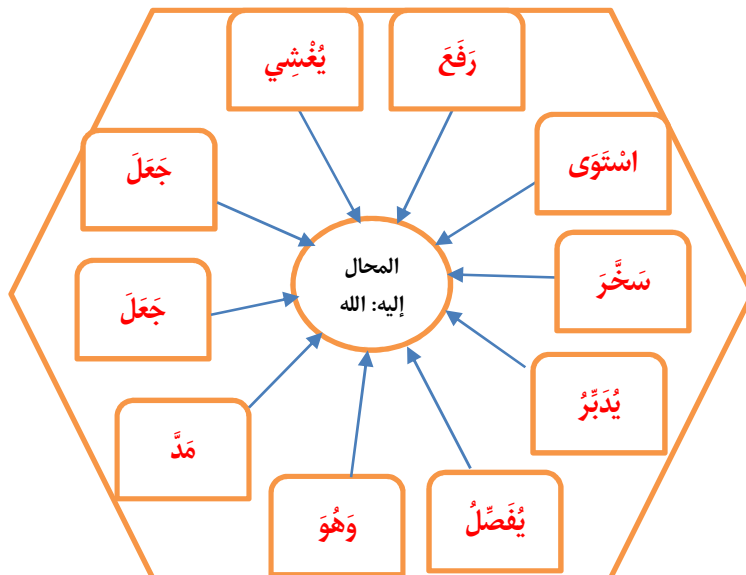 رَفَعَ
يُغْشِي
اسْتَوَى
جَعَلَ
سَخَّرَ
المحال
إليه: الله
جَعَلَ
يُدَبِّرُ
مَدَّ
يُفَصِّلُ
وَهُوَ